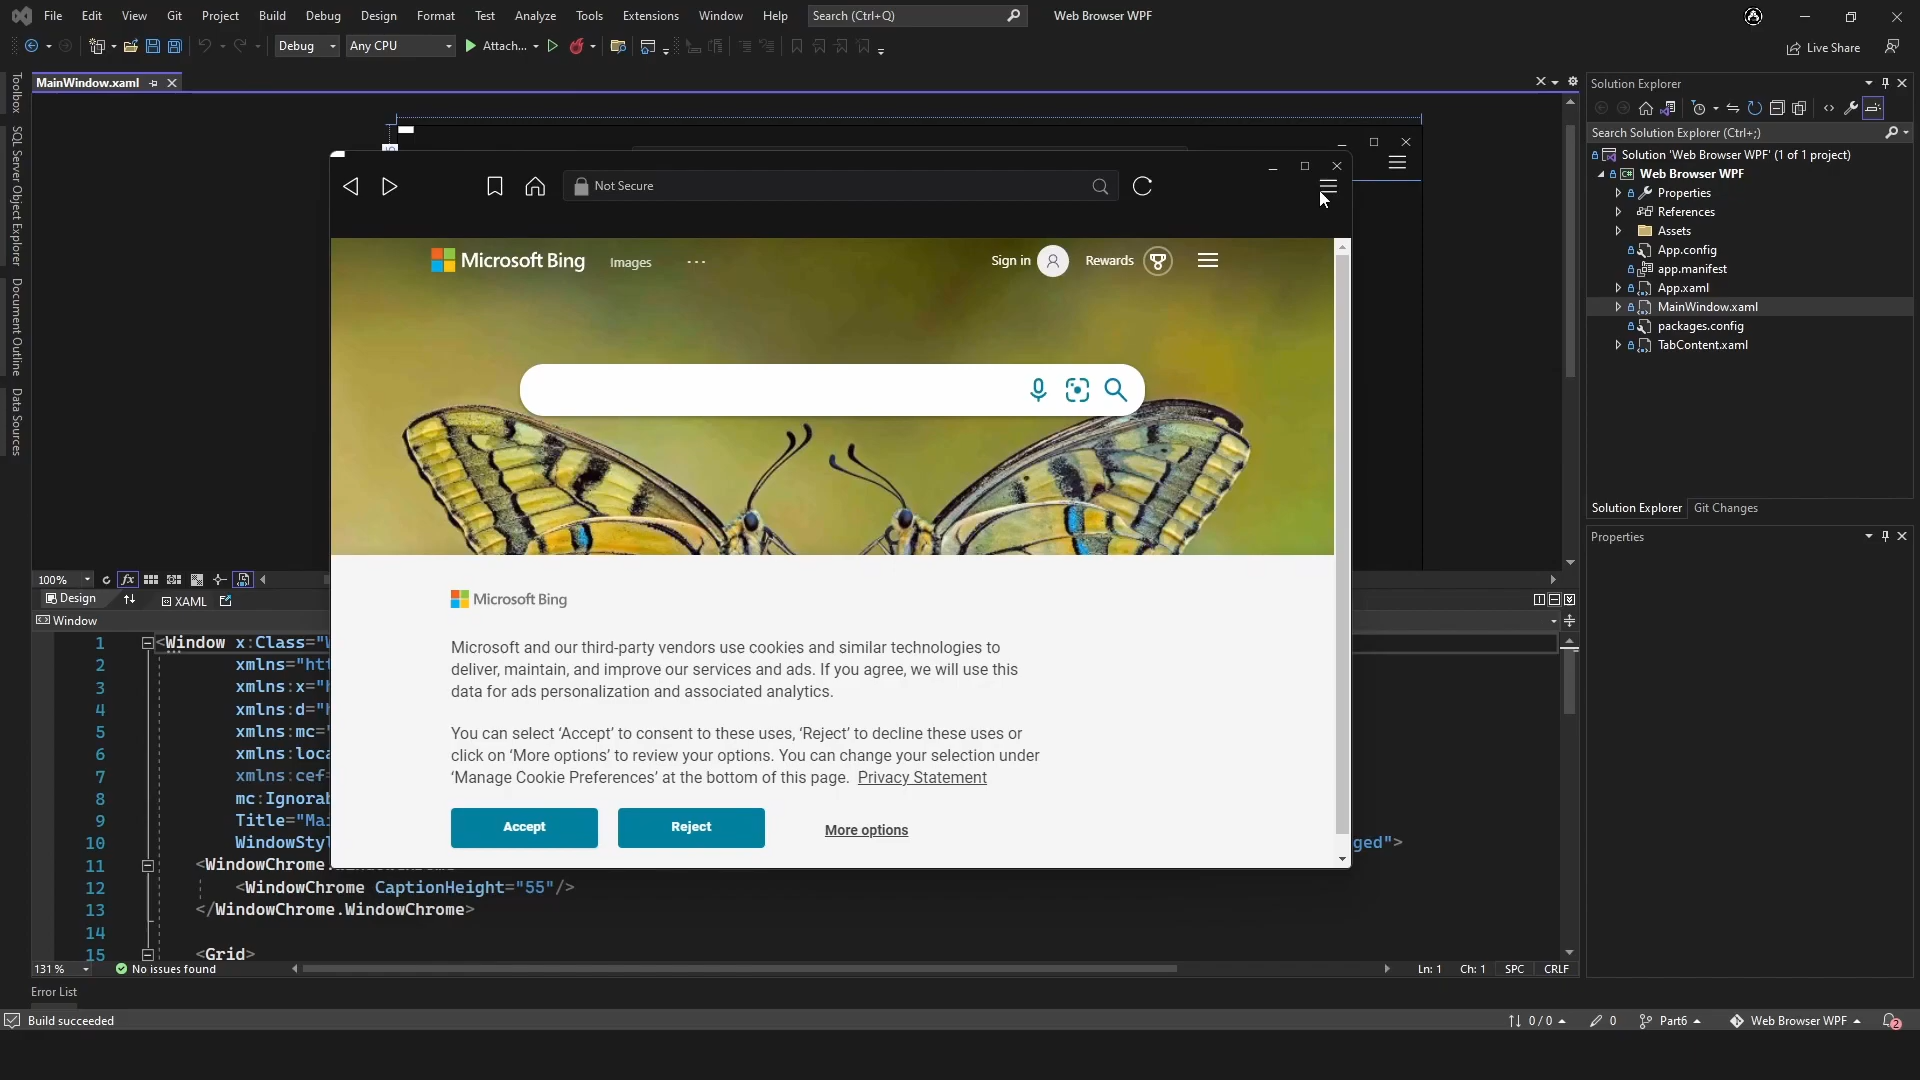 File Edit View Git Project Build Debug Design Format Test Analyze Tools Extensions Window Help Search (Ctrl+Q) Web Browser WPF
Debug Any CPU Attach... Live Share
MainWindow.xaml
Toolbox
SQL Server Object Explorer
Document Outline
Data Sources
Not Secure
Microsoft Bing Images Sign in Rewards
Microsoft Bing
Microsoft and our third-party vendors use cookies and similar technologies to
deliver, maintain, and improve our services and ads. If you agree, we will use this
data for ads personalization and associated analytics.
You can select ‘Accept’ to consent to these uses, ‘Reject’ to decline these uses or
click on ‘More options’ to review your options. You can change your selection under
‘Manage Cookie Preferences’ at the bottom of this page. Privacy Statement
Accept Reject More options
Solution Explorer
Search Solution Explorer (Ctrl+;)
Solution 'Web Browser WPF' (1 of 1 project)
Web Browser WPF
Properties
References
Assets
App.config
app.manifest
App.xaml
MainWindow.xaml
packages.config
TabContent.xaml
Solution Explorer Git Changes
Properties
100% fx
Design XAML
Window
1 <Window x:Class="
2 xmlns="htt
3 xmlns:x="h
4 xmlns:d="h
5 xmlns:mc="
6 xmlns:loca
7 xmlns:cef=
8 mc:Ignorab
9 Title="Mai
10 WindowStyl ged">
11 <WindowChrome.
12 <WindowChrome CaptionHeight="55"/>
13 </WindowChrome.WindowChrome>
14
15 <Grid>
131 % No issues found Ln: 1 Ch: 1 SPC CRLF
Error List
Build succeeded 0 / 0 0 Part6 Web Browser WPF 2